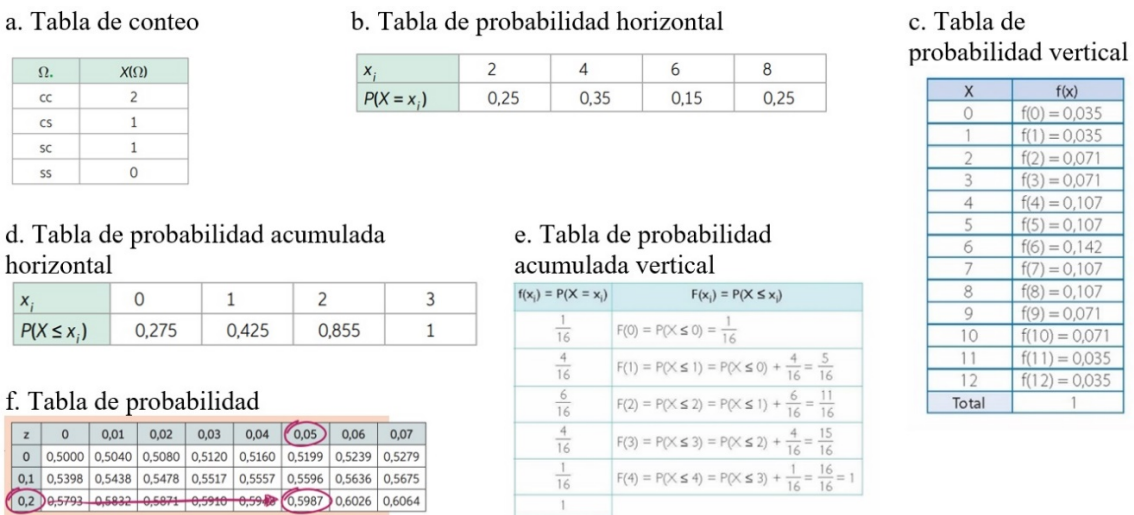 a. Tabla de conteo
Ω. X(Ω)
cc 2
cs 1
sc 1
ss 0
b. Tabla de probabilidad horizontal
xᵢ 2 4 6 8
P(X = xᵢ) 0,25 0,35 0,15 0,25
c. Tabla de
probabilidad vertical
X f(x)
0 f(0) = 0,035
1 f(1) = 0,035
2 f(2) = 0,071
3 f(3) = 0,071
4 f(4) = 0,107
5 f(5) = 0,107
6 f(6) = 0,142
7 f(7) = 0,107
8 f(8) = 0,107
9 f(9) = 0,071
10 f(10) = 0,071
11 f(11) = 0,035
12 f(12) = 0,035
Total 1
d. Tabla de probabilidad acumulada
horizontal
xᵢ 0 1 2 3
P(X ≤ xᵢ) 0,275 0,425 0,855 1
e. Tabla de probabilidad
acumulada vertical
f(xᵢ) = P(X = xᵢ) F(xᵢ) = P(X ≤ xᵢ)
1/16 F(0) = P(X ≤ 0) = 1/16
4/16 F(1) = P(X ≤ 1) = P(X ≤ 0) + 4/16 = 5/16
6/16 F(2) = P(X ≤ 2) = P(X ≤ 1) + 6/16 = 11/16
4/16 F(3) = P(X ≤ 3) = P(X ≤ 2) + 4/16 = 15/16
1/16 F(4) = P(X ≤ 4) = P(X ≤ 3) + 1/16 = 16/16 = 1
1
f. Tabla de probabilidad
z 0 0,01 0,02 0,03 0,04 0,05 0,06 0,07
0 0,5000 0,5040 0,5080 0,5120 0,5160 0,5199 0,5239 0,5279
0,1 0,5398 0,5438 0,5478 0,5517 0,5557 0,5596 0,5636 0,5675
0,2 0,5793 0,5832 0,5871 0,5910 0,5948 0,5987 0,6026 0,6064